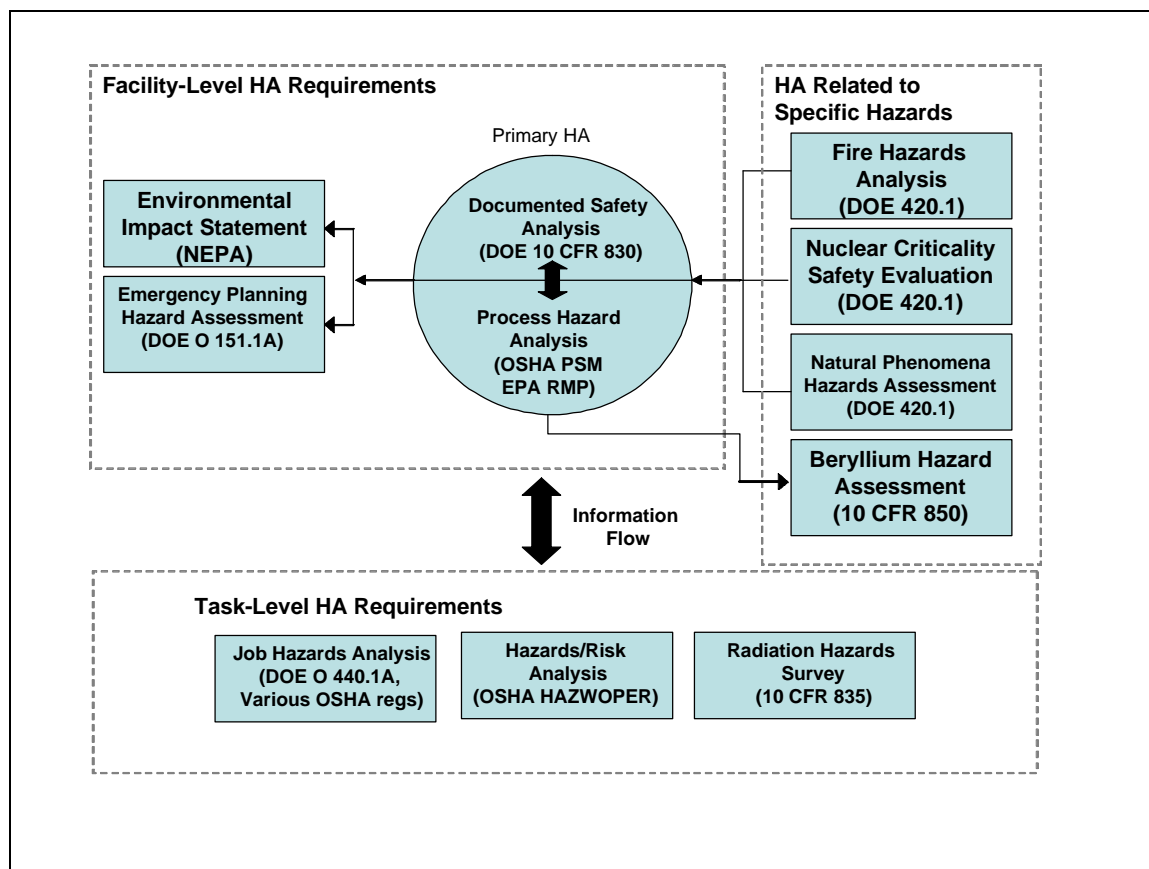 Facility-Level HA Requirements
Primary HA
Environmental
Impact Statement
(NEPA)
Emergency Planning
Hazard Assessment
(DOE O 151.1A)
Documented Safety
Analysis
(DOE 10 CFR 830)
Process Hazard
Analysis
(OSHA PSM
EPA RMP)
HA Related to
Specific Hazards
Fire Hazards
Analysis
(DOE 420.1)
Nuclear Criticality
Safety Evaluation
(DOE 420.1)
Natural Phenomena
Hazards Assessment
(DOE 420.1)
Beryllium Hazard
Assessment
(10 CFR 850)
Information
Flow
Task-Level HA Requirements
Job Hazards Analysis
(DOE O 440.1A,
Various OSHA regs)
Hazards/Risk
Analysis
(OSHA HAZWOPER)
Radiation Hazards
Survey
(10 CFR 835)